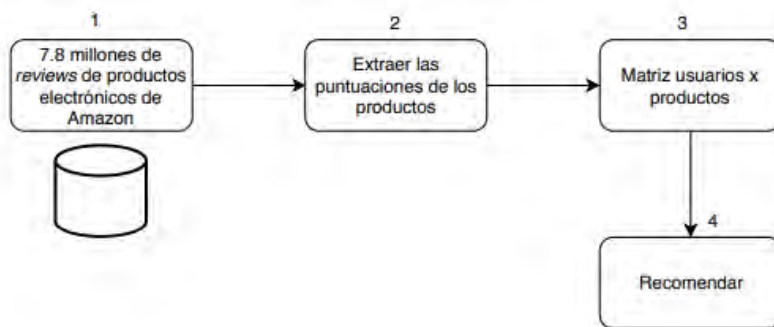 1
7.8 millones de
reviews de productos
electrónicos de
Amazon
2
Extraer las
puntuaciones de los
productos
3
Matriz usuarios x
productos
4
Recomendar